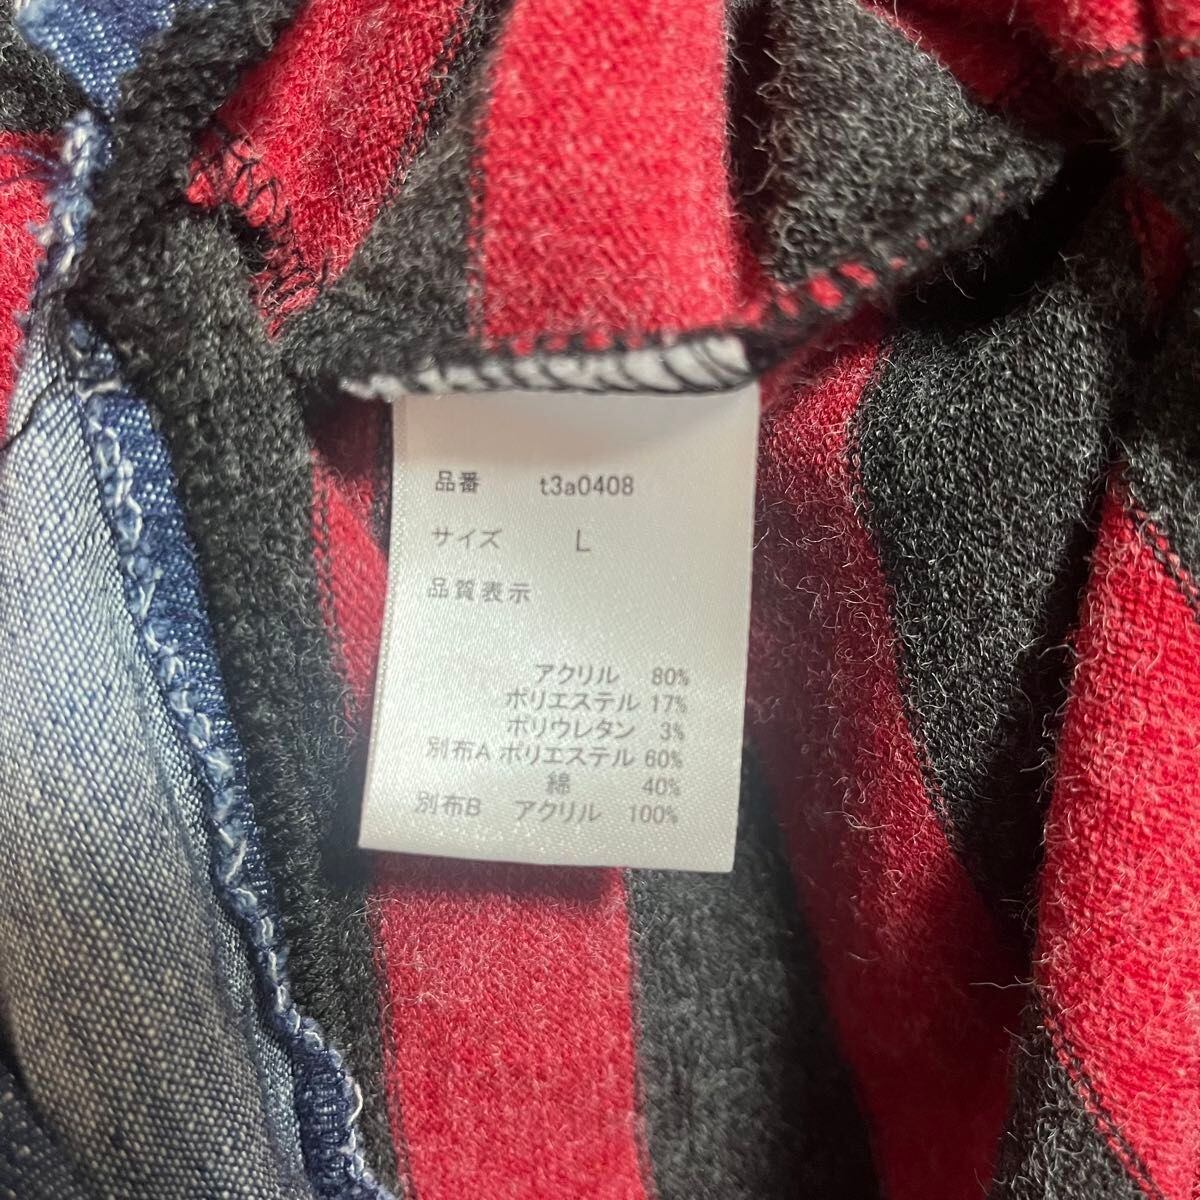 品番 t3a0408
サイズ L
品質表示
アクリル 80%
ポリエステル 17%
ポリウレタン 3%
別布A ポリエステル 60%
綿 40%
別布B アクリル 100%